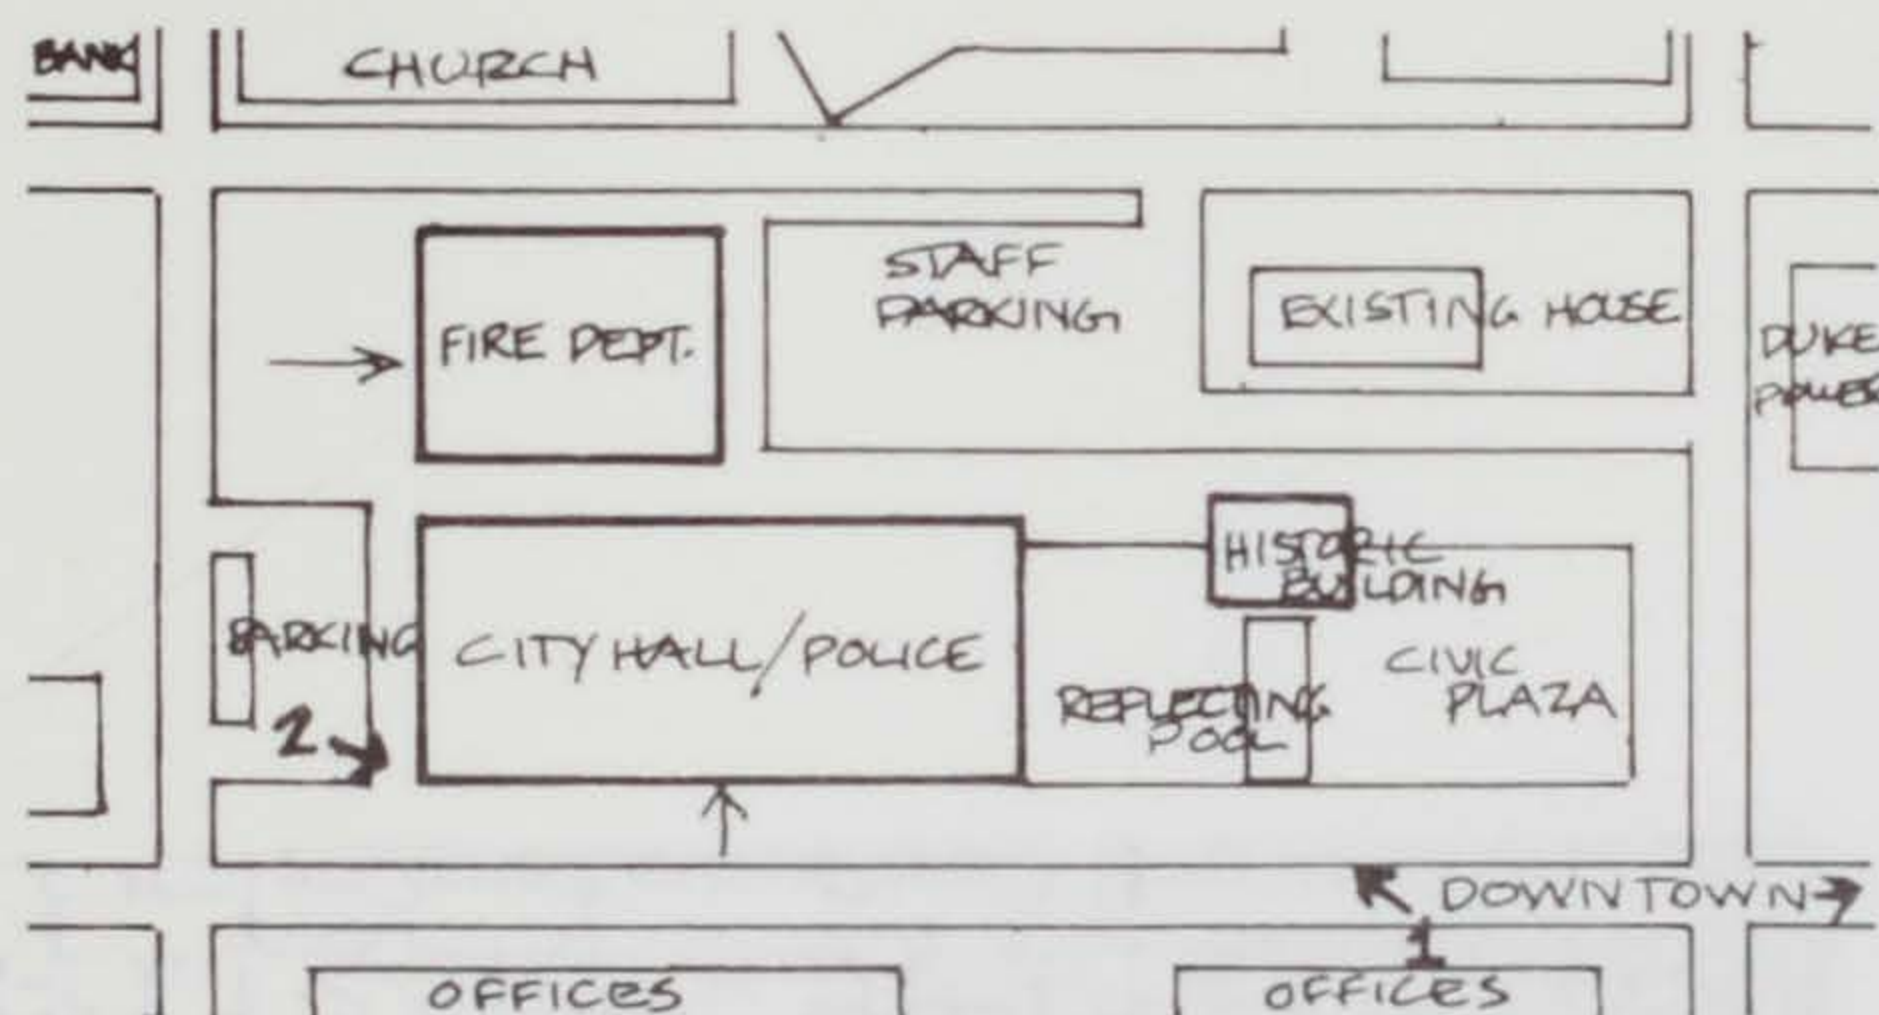 BANK
CHURCH
STAFF
PARKING
FIRE DEPT.
EXISTING HOUSE
DUKE
POWER
HISTORIC
BUILDING
PARKING
CITY HALL/POLICE
CIVIC
PLAZA
REFLECTING
POOL
2
DOWNTOWN
1
OFFICES
OFFICES